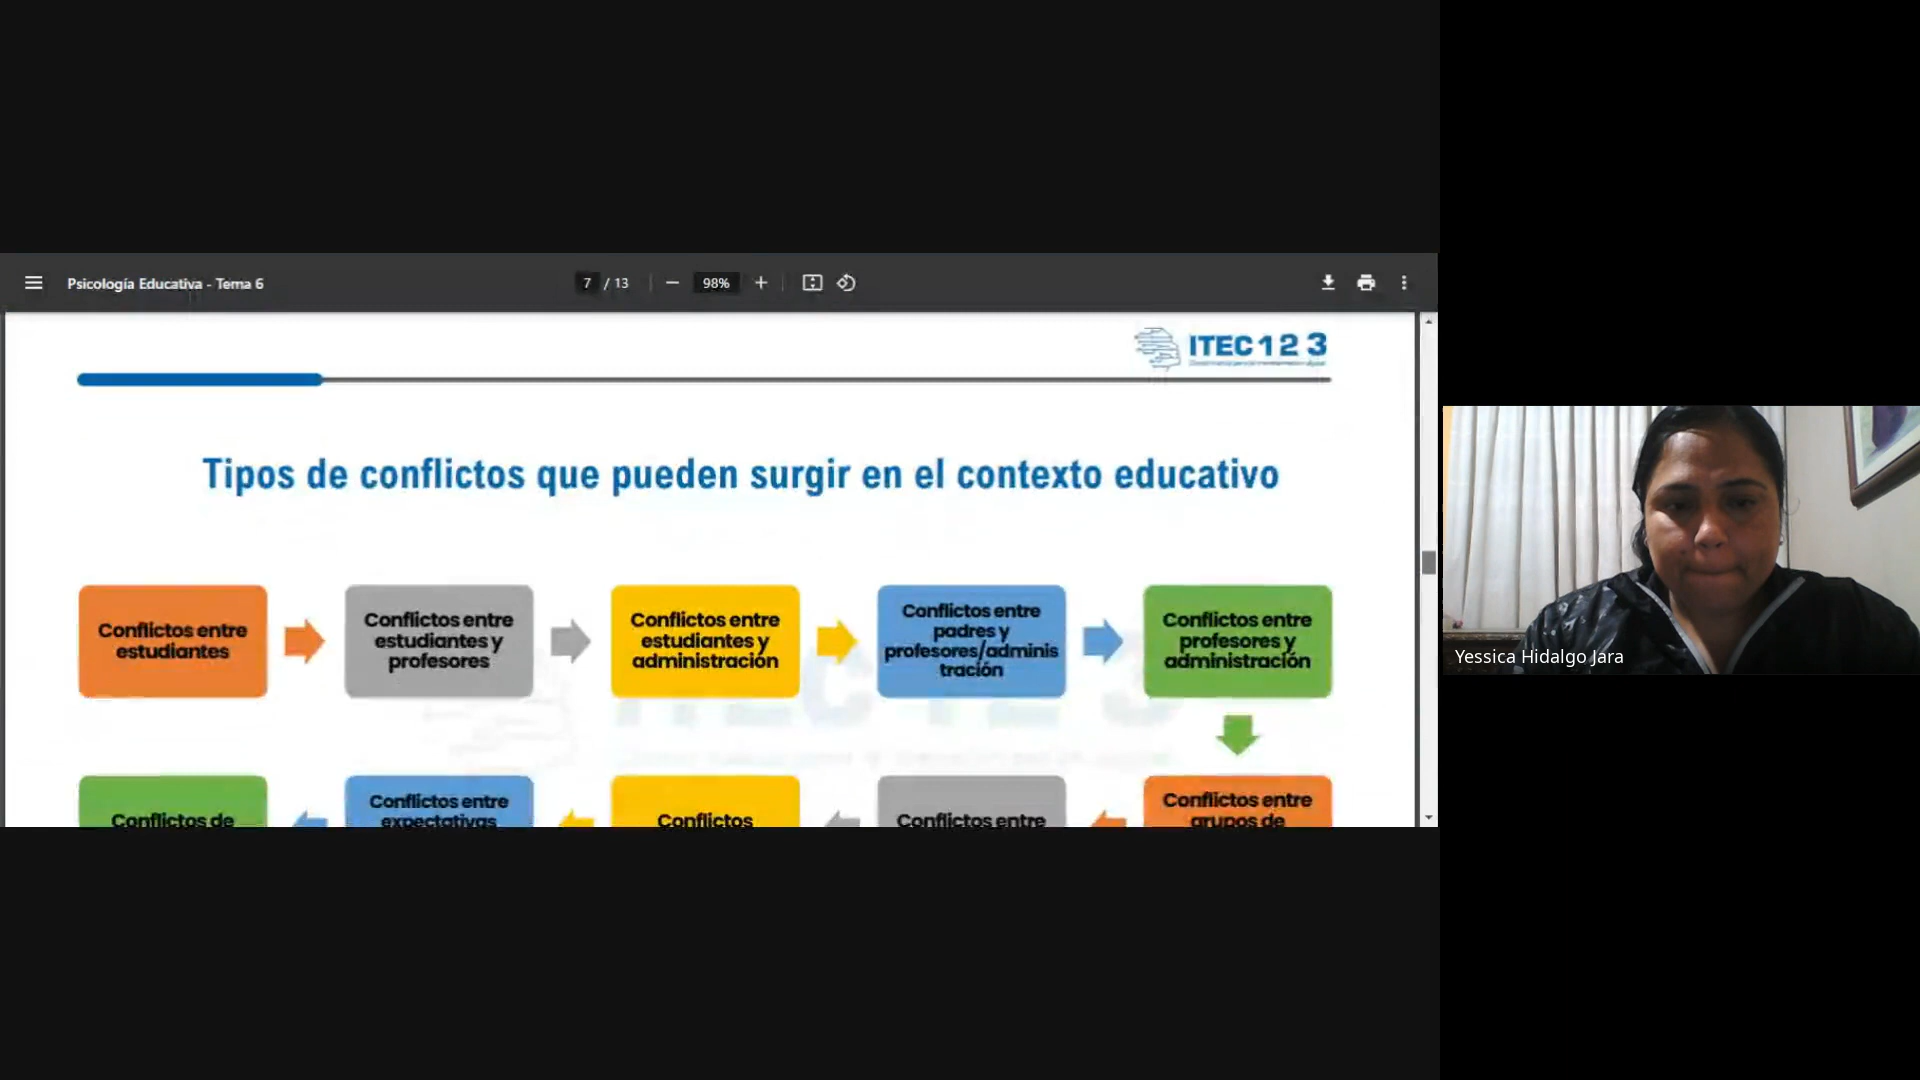 Psicología Educativa - Tema 6
7 / 13
98%
ITEC 1 2 3
Tipos de conflictos que pueden surgir en el contexto educativo
Conflictos entre
estudiantes
Conflictos entre
estudiantes y
profesores
Conflictos entre
estudiantes y
administración
Conflictos entre
padres y
profesores/adminis
tración
Conflictos entre
profesores y
administración
Conflictos de
Conflictos entre
expectativas
Conflictos
Conflictos entre
Conflictos entre
grupos de
Yessica Hidalgo Jara